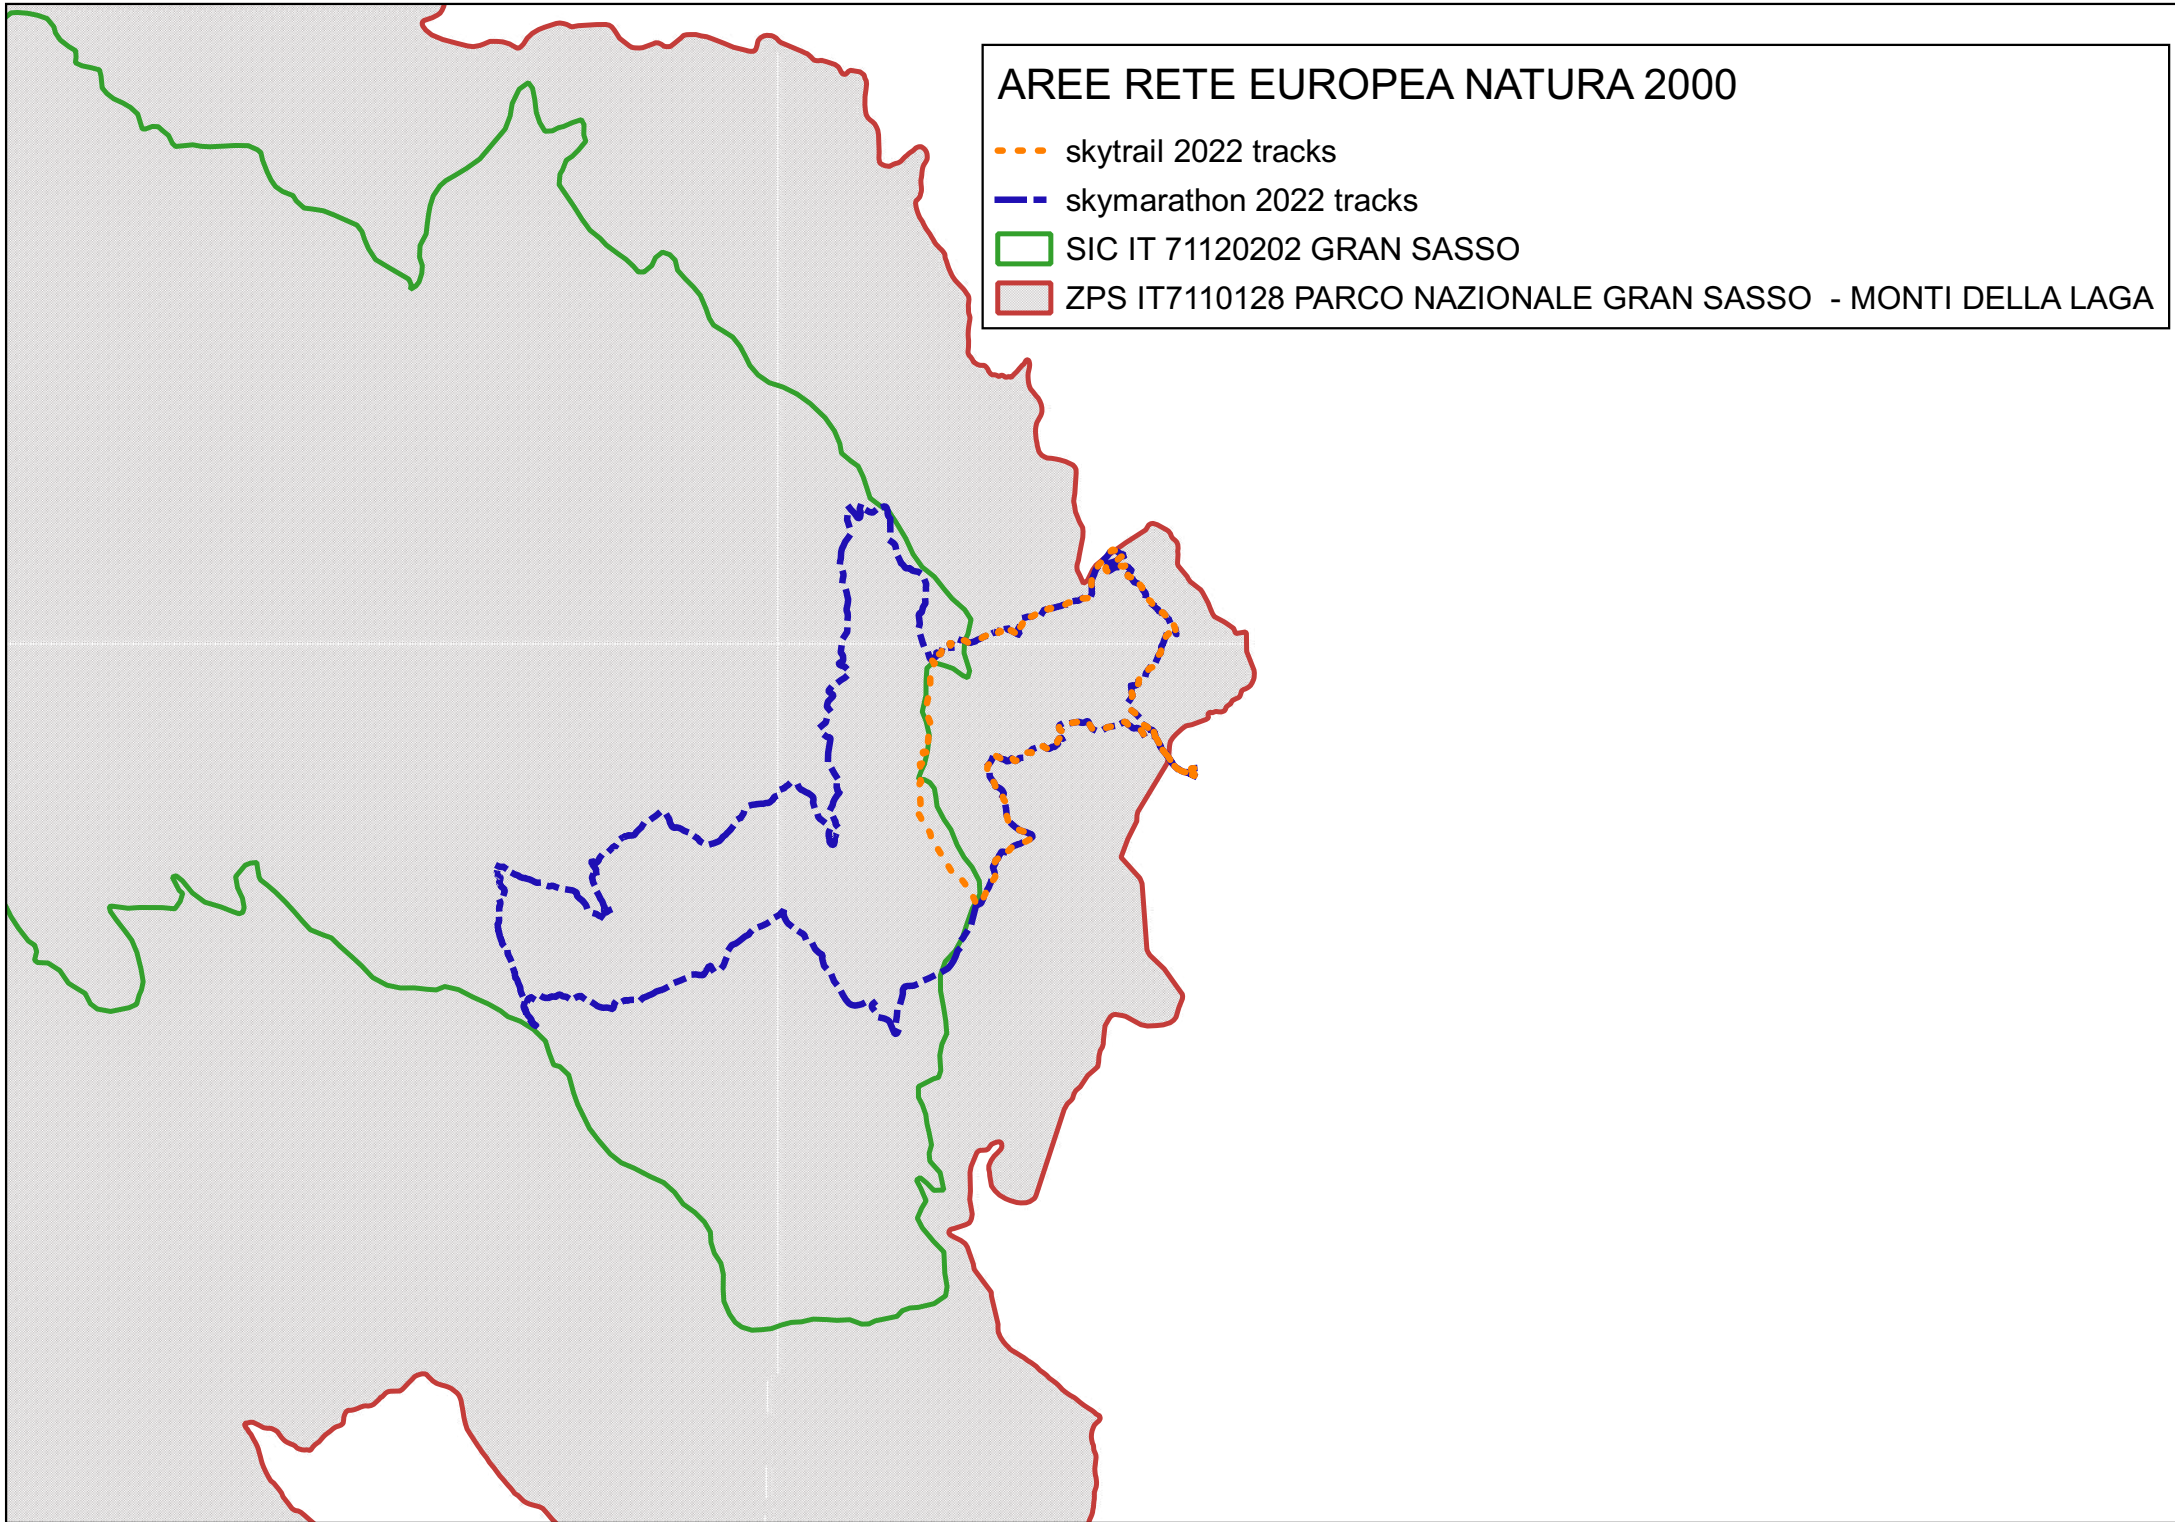 AREE RETE EUROPEA NATURA 2000
skytrail 2022 tracks
skymarathon 2022 tracks
SIC IT 71120202 GRAN SASSO
ZPS IT7110128 PARCO NAZIONALE GRAN SASSO - MONTI DELLA LAGA